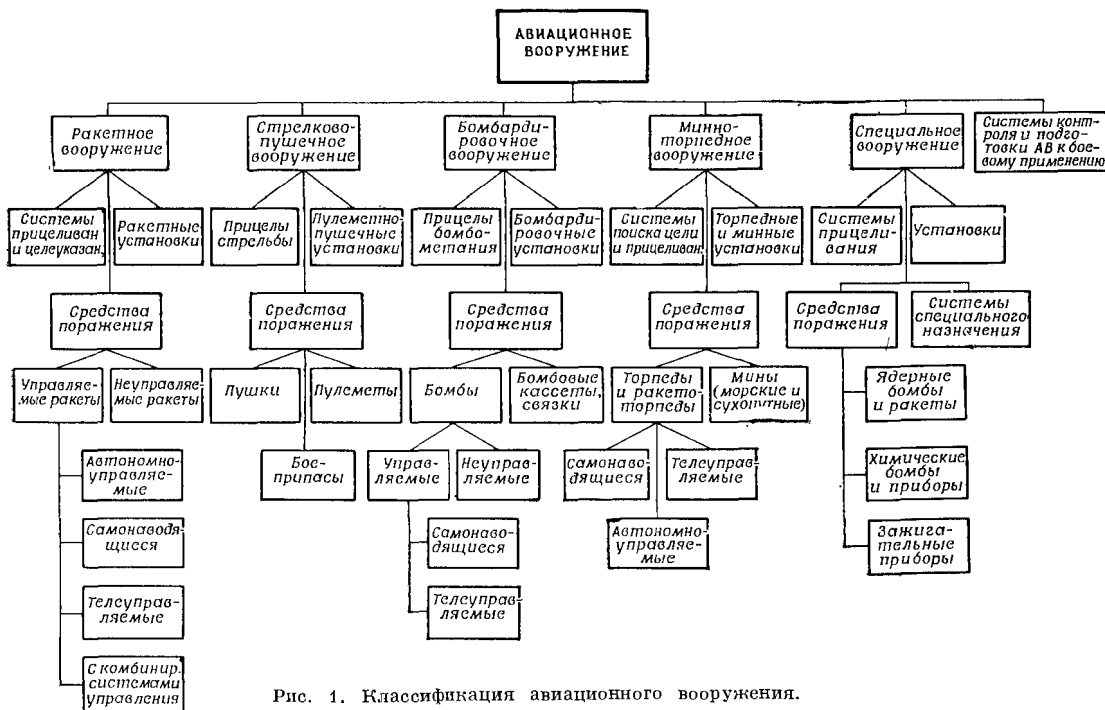 АВИАЦИОННОЕ
ВООРУЖЕНИЕ
Ракетное
вооружение
Стрелково-
пушечное
вооружение
Бомбарди-
ровочное
вооружение
Минно-
торпедное
вооружение
Специальное
вооружение
Системы конт-
роля и подго-
товки АВ к бое-
вому применению
Системы
прицеливан
и целеуказан,
Ракетные
установки
Прицелы
стрельбы
Пулеметно-
пушечные
установки
Прицелы
бомбо-
метания
Бомбарди-
ровочные
установки
Системы
поиска цели
и прицеливан
Торпедные
и минные
установки
Системы
прицели-
вания
Установки
Средства
поражения
Средства
поражения
Средства
поражения
Средства
поражения
Средства
поражения
Системы
специального
назначения
Управляе-
мые ракеты
Неуправляе-
мые ракеты
Пушки
Пулеметы
Бомбы
Бомбовые
кассеты,
связки
Торпеды
и ракето-
торпеды
Мины
(морские и
сухопутные)
Ядерные
бомбы
и ракеты
Автономно-
управляе-
мые
Бое-
припасы
Управ-
ляемые
Неуправ-
ляемые
Самонаво-
дящиеся
Телеуправ-
ляемые
Химические
бомбы
и приборы
Самонаводя-
щиеся
Самонаво-
дящиеся
Автономно-
управляе-
мые
Зажига-
тельные
приборы
Телеуправ-
ляемые
Телеуправ-
ляемые
С комбинир.
системами
управления
Рис. 1. Классификация авиационного вооружения.